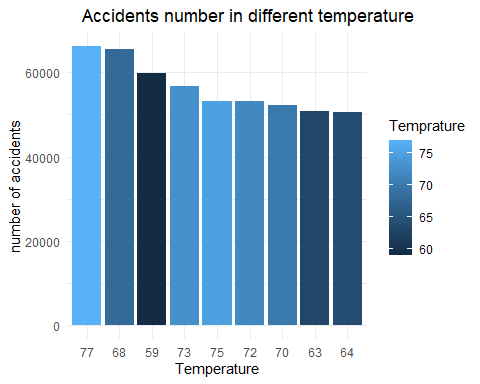 Accidents number in different temperature
number of accidents
60000
40000
20000
0
77 68 59 73 75 72 70 63 64
Temperature
Temprature
75
70
65
60